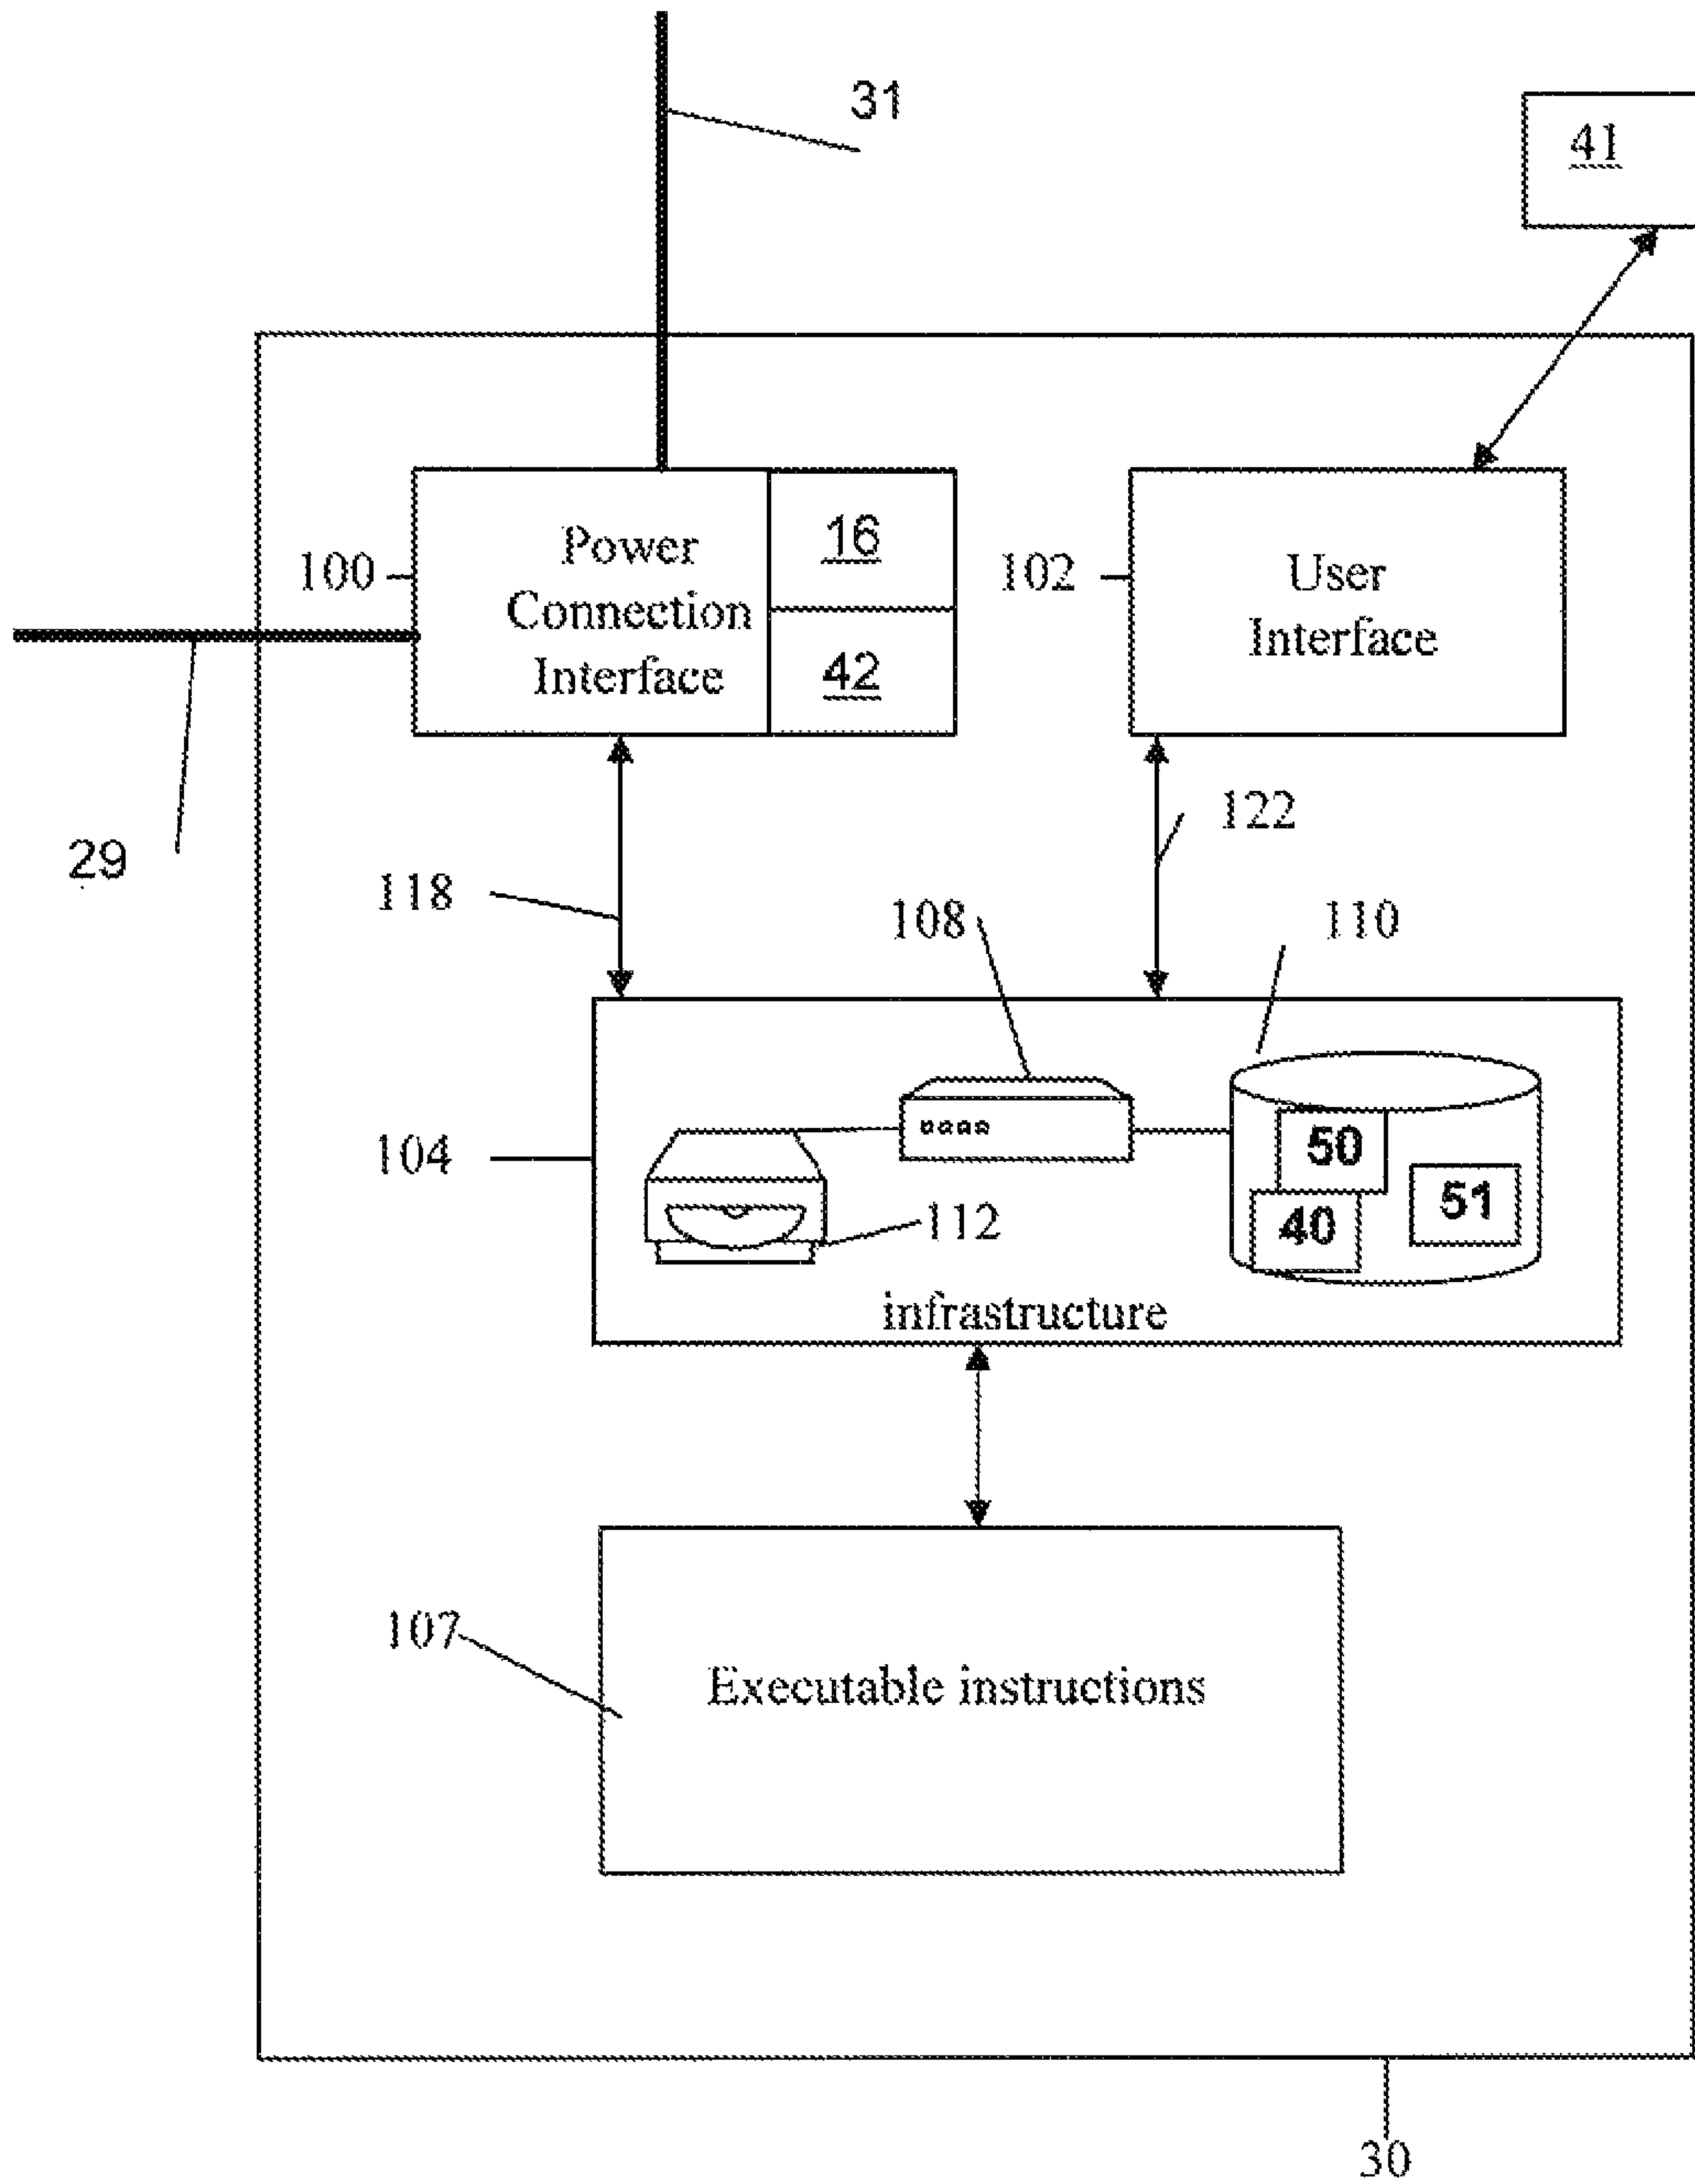 31
41
100
Power
Connection
Interface
16
42
102
User
Interface
29
118
122
108
110
104
112
50
40
51
infrastructure
107
Executable instructions
30